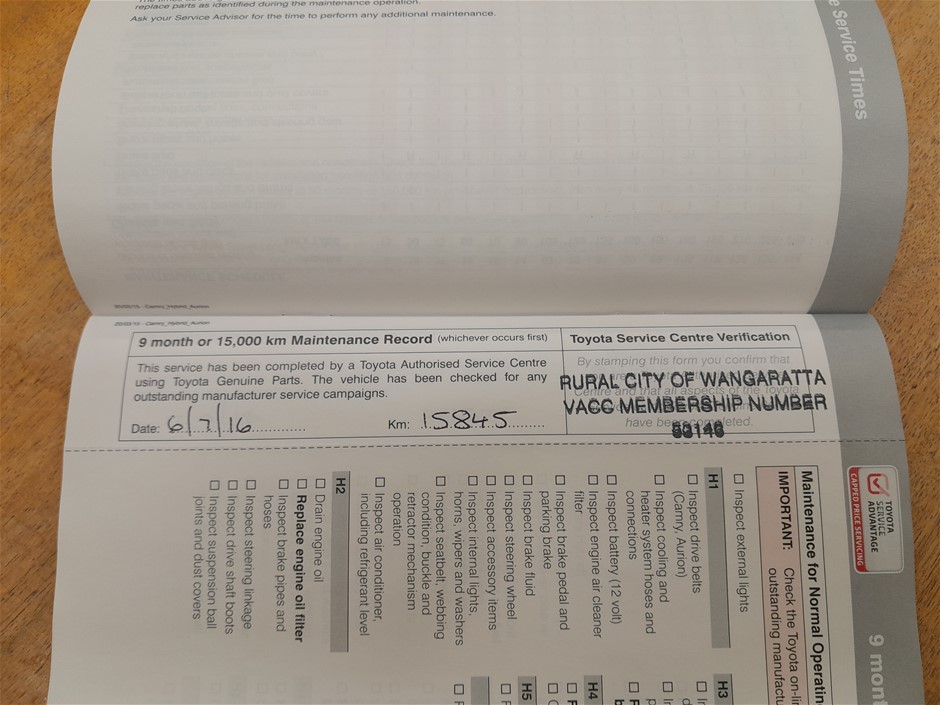 replace parts as identified during the maintenance operation.
Ask your Service Advisor for the time to perform any additional maintenance.
Service Times
20/02/15 - Camry_Hybrid_Aurion
20/02/15 - Camry_Hybrid_Aurion
9 month or 15,000 km Maintenance Record (whichever occurs first)
This service has been completed by a Toyota Authorised Service Centre
using Toyota Genuine Parts. The vehicle has been checked for any
outstanding manufacturer service campaigns.
Date: 6/7/16
Km: 15845
Toyota Service Centre Verification
By stamping this form you confirm that
Centre and that all aspects of the Toyota
have been completed.
RURAL CITY OF WANGARATTA
VACC MEMBERSHIP NUMBER
TOYOTA
SERVICE
ADVANTAGE
CAPPED PRICE SERVICING
9 mon
Maintenance for Normal Operatin
IMPORTANT: Check the Toyota on-li
outstanding manufactu
☐ Inspect external lights
H1
☐ Inspect drive belts
(Camry, Aurion)
☐ Inspect cooling and
heater system hoses and
connections
☐ Inspect battery (12 volt)
☐ Inspect engine air cleaner
filter
☐ Inspect brake pedal and
parking brake
☐ Inspect brake fluid
☐ Inspect steering wheel
☐ Inspect accessory items
☐ Inspect internal lights,
horns, wipers and washers
☐ Inspect seatbelt, webbing
condition, buckle and
retractor mechanism
operation
☐ Inspect air conditioner,
including refrigerant level
H2
☐ Drain engine oil
☐ Replace engine oil filter
☐ Inspect brake pipes and
hoses
☐ Inspect steering linkage
☐ Inspect drive shaft boots
☐ Inspect suspension ball
joints and dust covers
H3
H4
H5